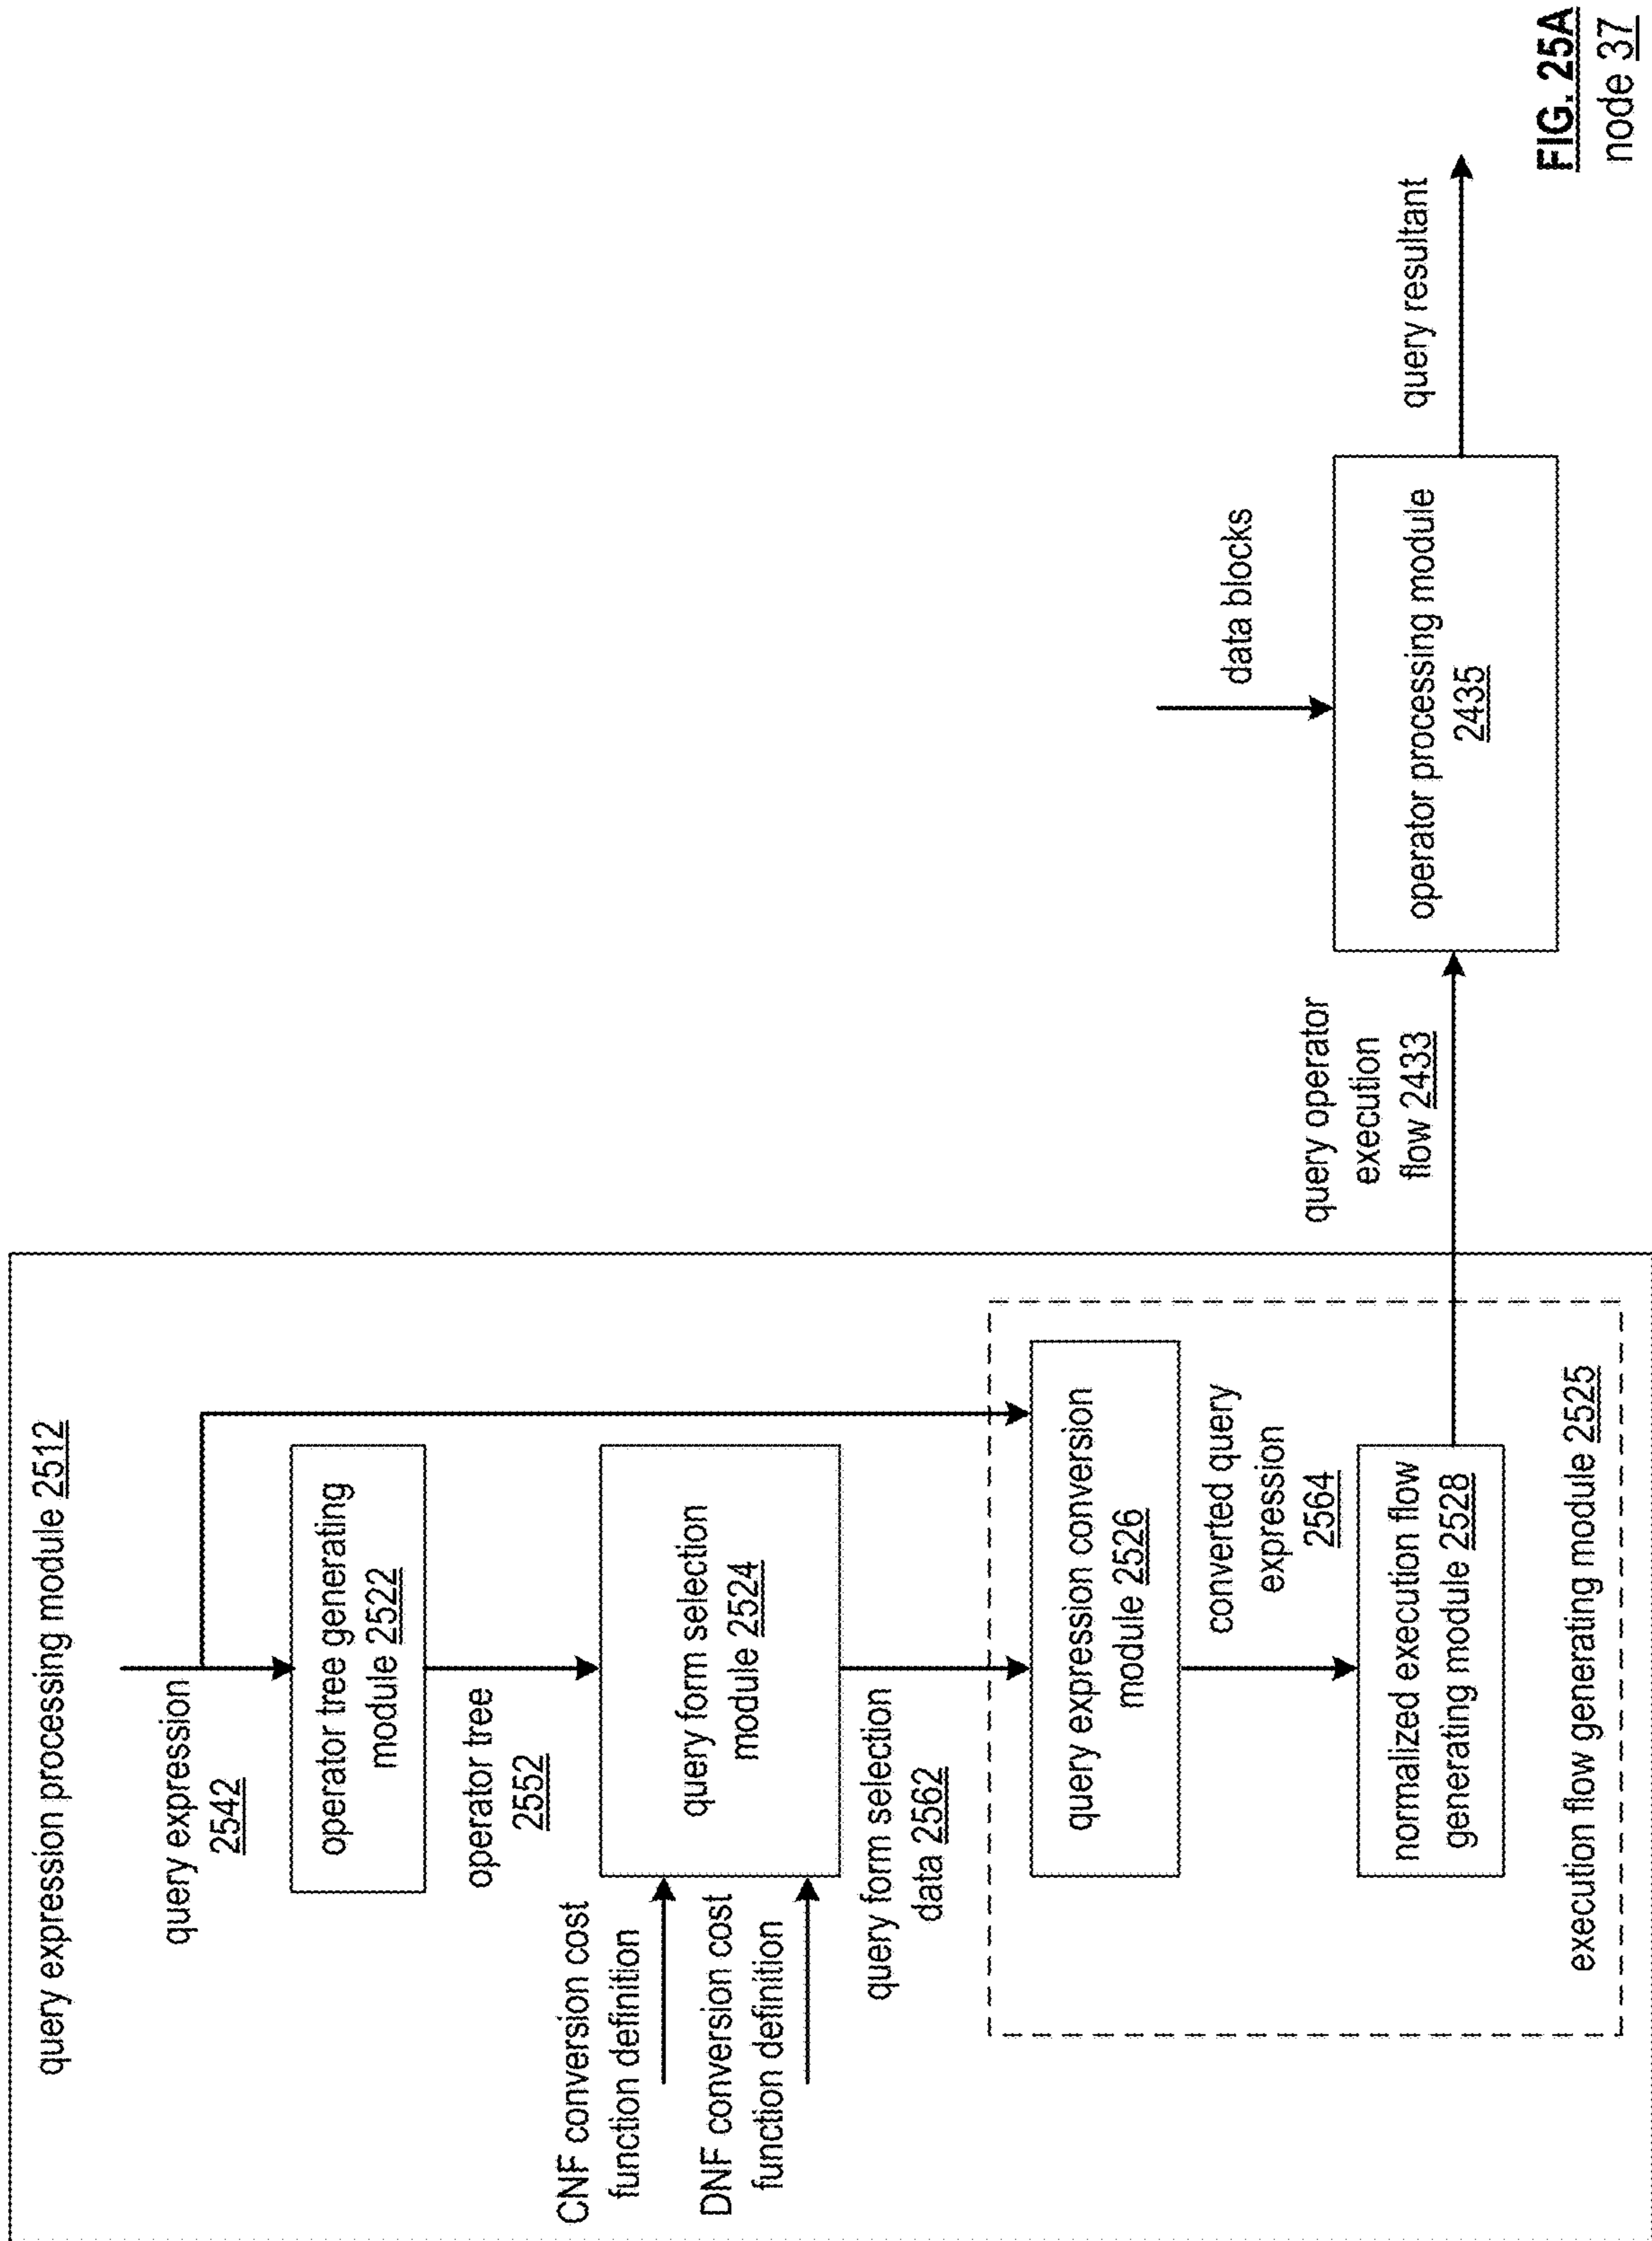 query expression processing module 2512
query expression
2542
operator tree generating
module 2522
operator tree
2552
CNF conversion cost
function definition
DNF conversion cost
function definition
query form selection
module 2524
query form selection
data 2562
query expression conversion
module 2526
converted query
expression
2564
normalized execution flow
generating module 2528
execution flow generating module 2525
query operator
execution
flow 2433
data blocks
operator processing module
2435
query resultant
FIG. 25A
node 37